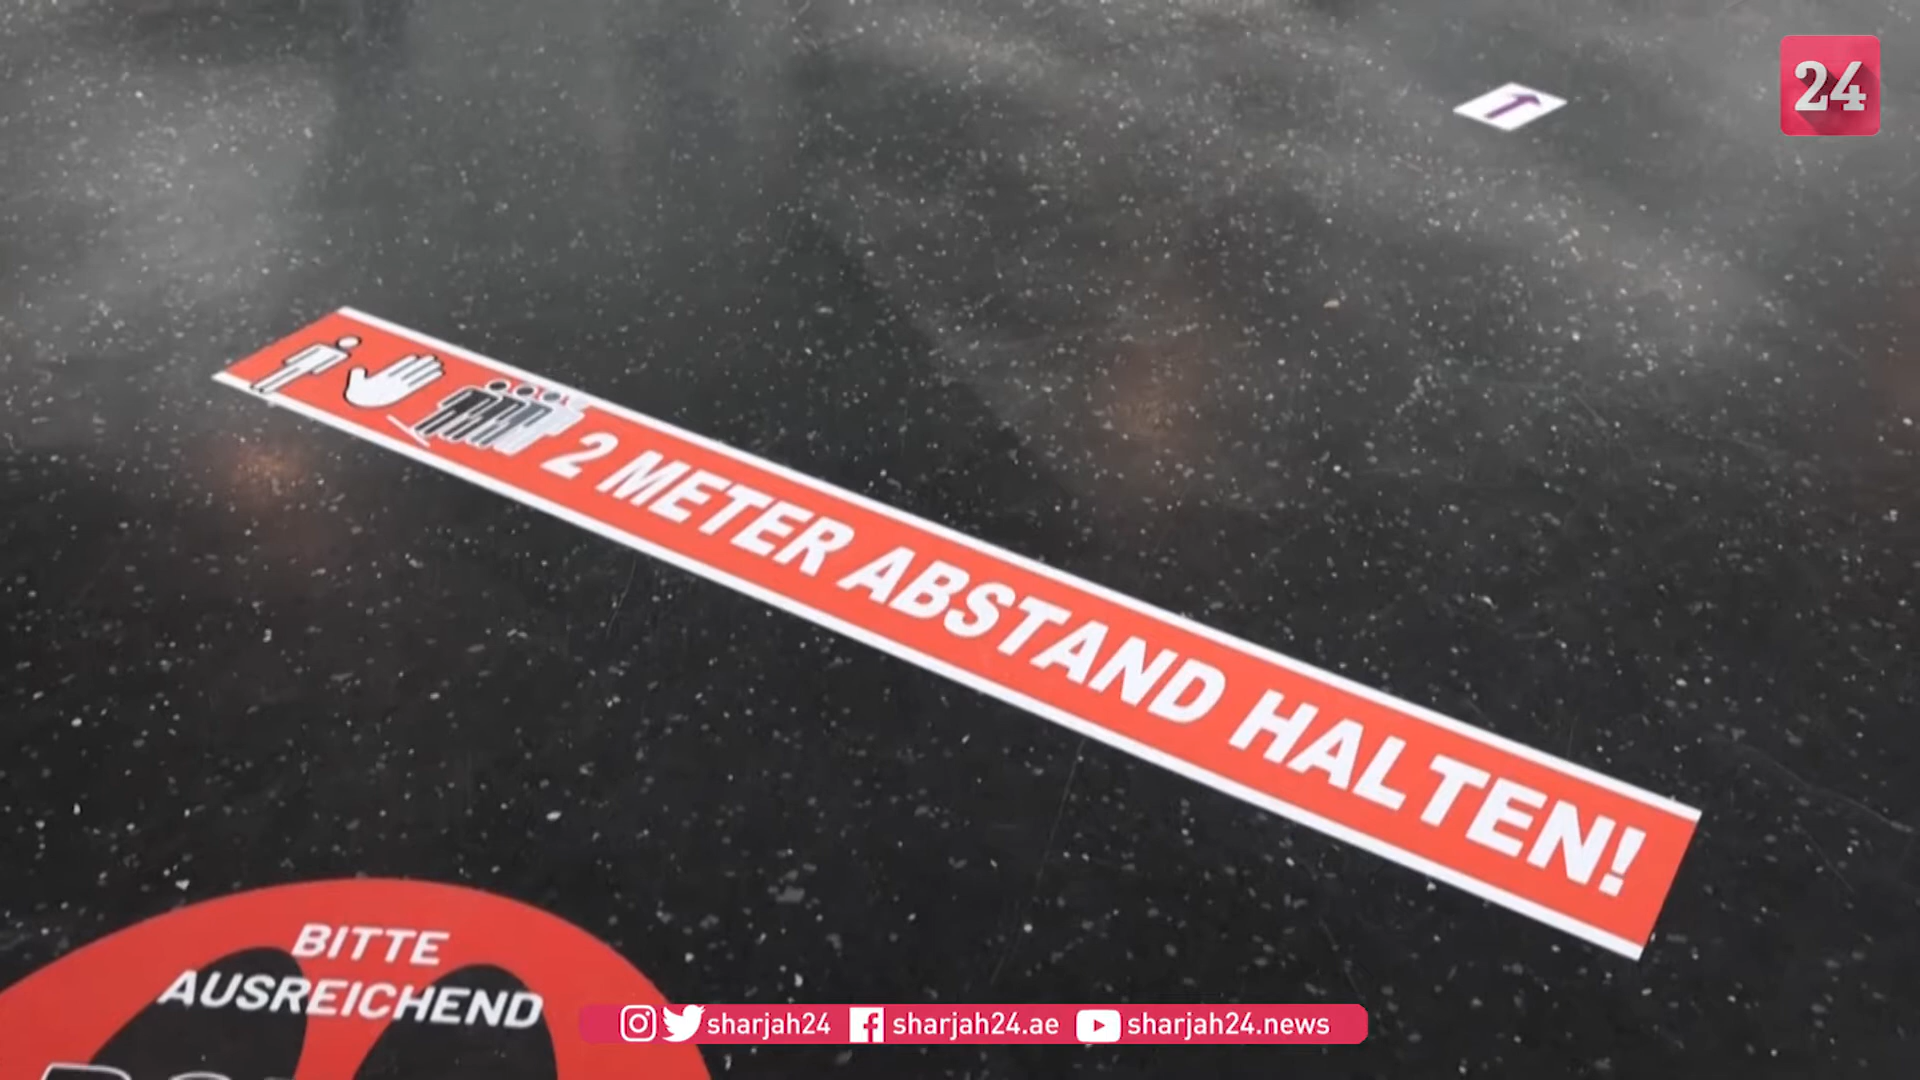 24
2 METER ABSTAND HALTEN!
BITTE
AUSREICHEND
sharjah24 sharjah24.ae sharjah24.news